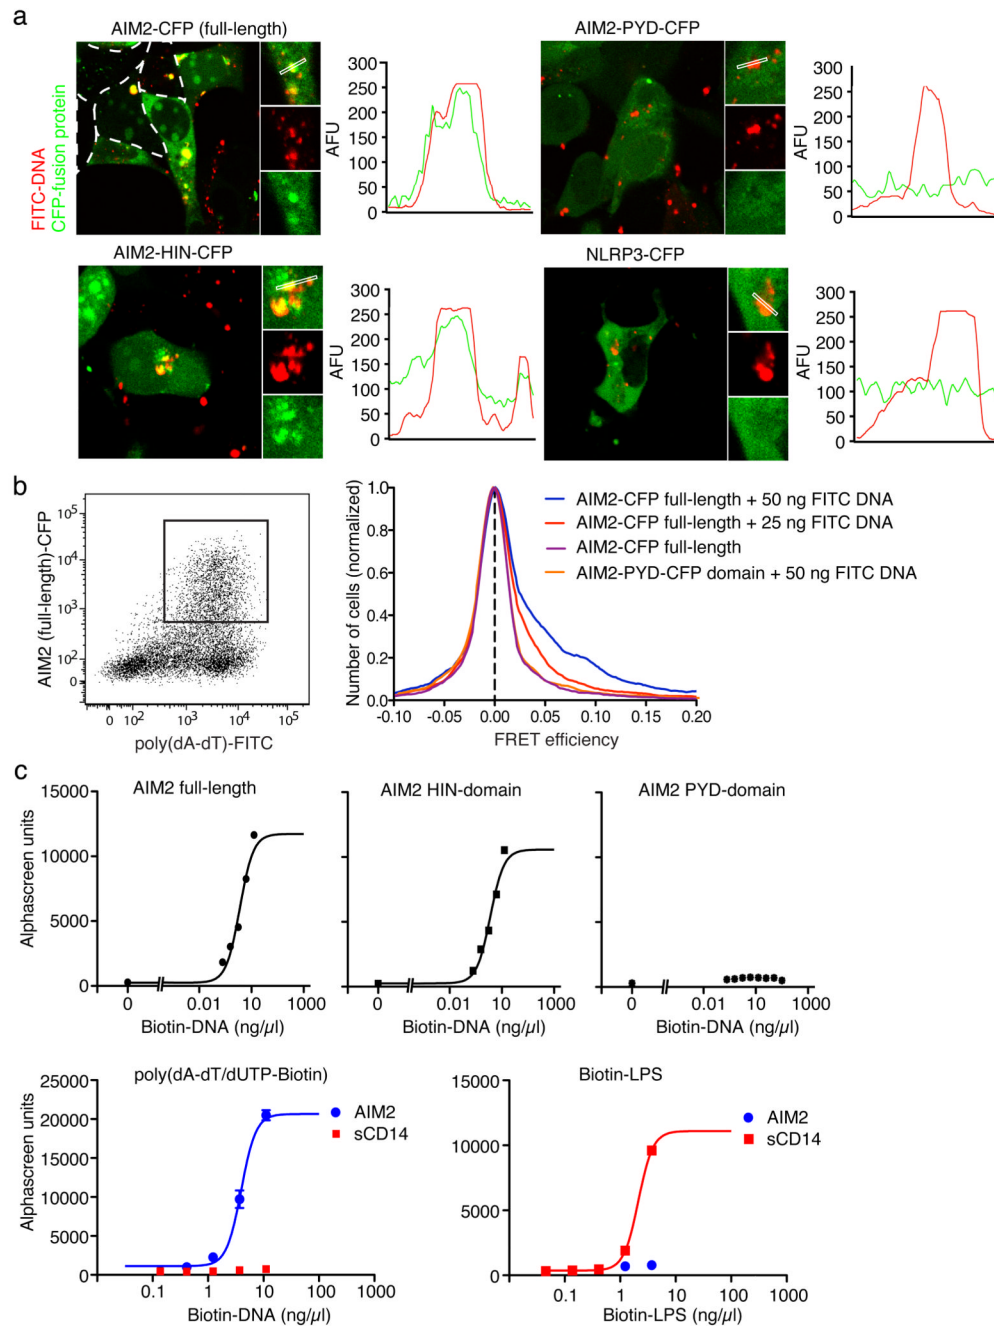 a
AIM2-CFP (full-length)
AIM2-PYD-CFP
FITC-DNA
CFP-fusion protein
AFU
300
250
200
150
100
50
0
AFU
300
250
200
150
100
50
0
AIM2-HIN-CFP
NLRP3-CFP
AFU
300
250
200
150
100
50
0
AFU
300
250
200
150
100
50
0
b
AIM2 (full-length)-CFP
10^5
10^4
10^3
10^2
0
0 10^2 10^3 10^4 10^5
poly(dA-dT)-FITC
Number of cells (normalized)
1.0
0.8
0.6
0.4
0.2
0.0
-0.10 -0.05 0.00 0.05 0.10 0.15 0.20
FRET efficiency
AIM2-CFP full-length + 50 ng FITC DNA
AIM2-CFP full-length + 25 ng FITC DNA
AIM2-CFP full-length
AIM2-PYD-CFP domain + 50 ng FITC DNA
c
AIM2 full-length
AIM2 HIN-domain
AIM2 PYD-domain
Alphascreen units
15000
10000
5000
0
0 0.01 10 1000
Biotin-DNA (ng/µl)
0 0.01 10 1000
Biotin-DNA (ng/µl)
0 0.01 10 1000
Biotin-DNA (ng/µl)
poly(dA-dT/dUTP-Biotin)
Alphascreen units
25000
20000
15000
10000
5000
0
0.1 1 10 100 1000
Biotin-DNA (ng/µl)
AIM2
sCD14
Biotin-LPS
15000
10000
5000
0
0.1 1 10 100 1000
Biotin-LPS (ng/µl)
AIM2
sCD14